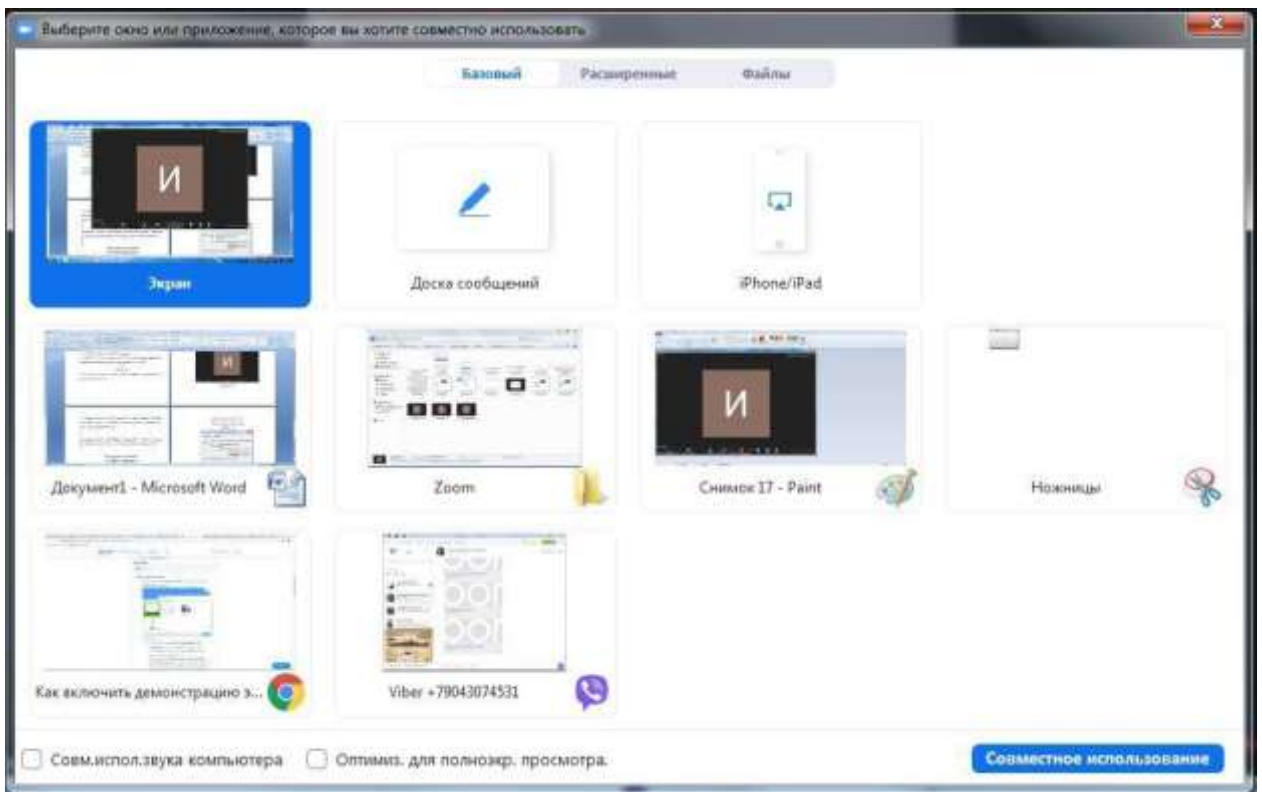 Выберите окно или приложение, которое вы хотите совместно использовать
Базовый Расширенные Файлы
И
Экран Доска сообщений iPhone/iPad
И
И
Документ1 - Microsoft Word Zoom Снимок 17 - Paint Ножницы
Как включить демонстрацию э... Viber +79043074531
Совм.испол.звука компьютера Оптимиз. для полноэкр. просмотра. Совместное использование